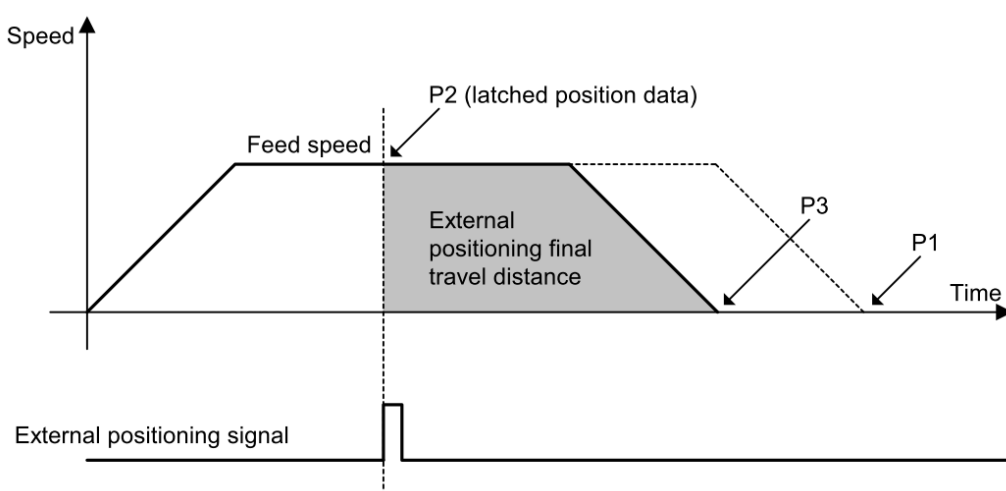 Speed
P2 (latched position data)
Feed speed
External
positioning final
travel distance
P3
P1
Time
External positioning signal